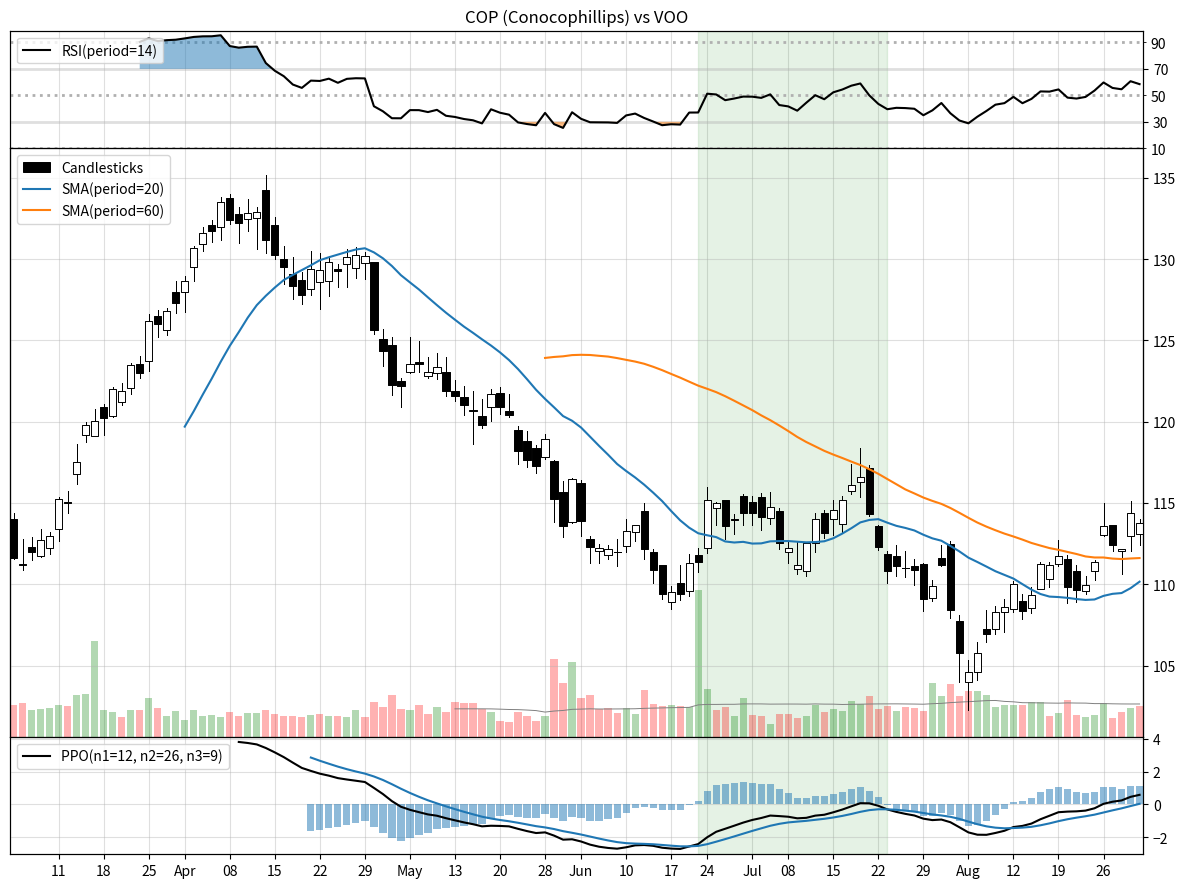 COP (Conocophillips) vs VOO
RSI(period=14)
90
70
50
30
10
Candlesticks
SMA(period=20)
SMA(period=60)
135
130
125
120
115
110
105
PPO(n1=12, n2=26, n3=9)
4
2
0
−2
11 18 25 Apr 08 15 22 29 May 13 20 28 Jun 10 17 24 Jul 08 15 22 29 Aug 12 19 26